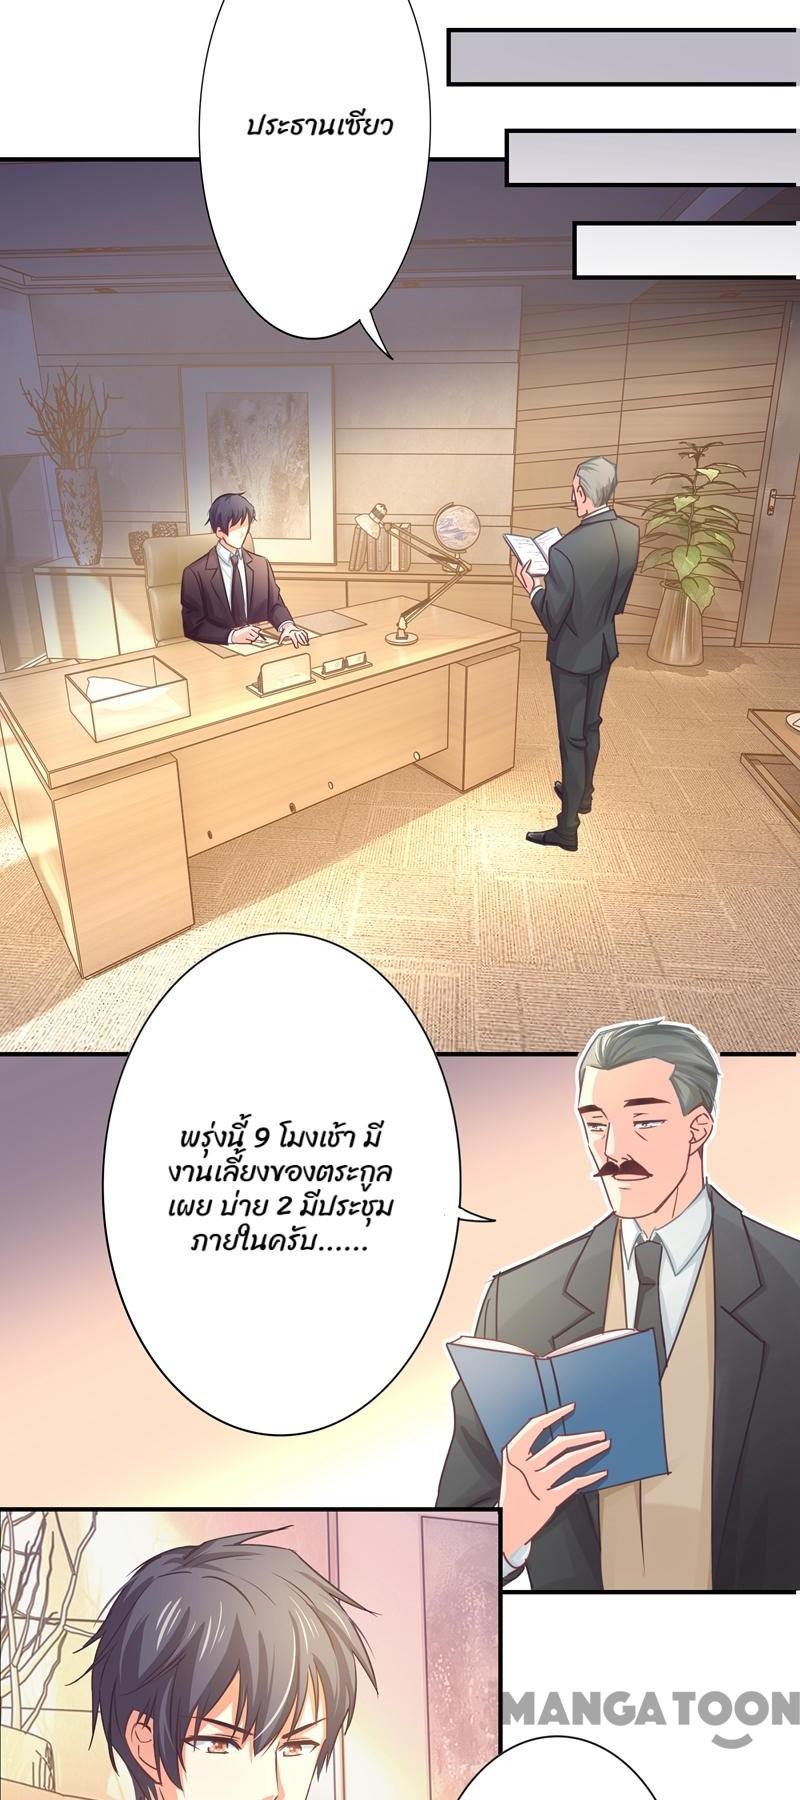 ประธานเซียว
พรุ่งนี้ 9 โมงเช้า มี
งานเลี้ยงของตระกูล
เผย บ่าย 2 มีประชุม
ภายในครับ......
MANGATOON